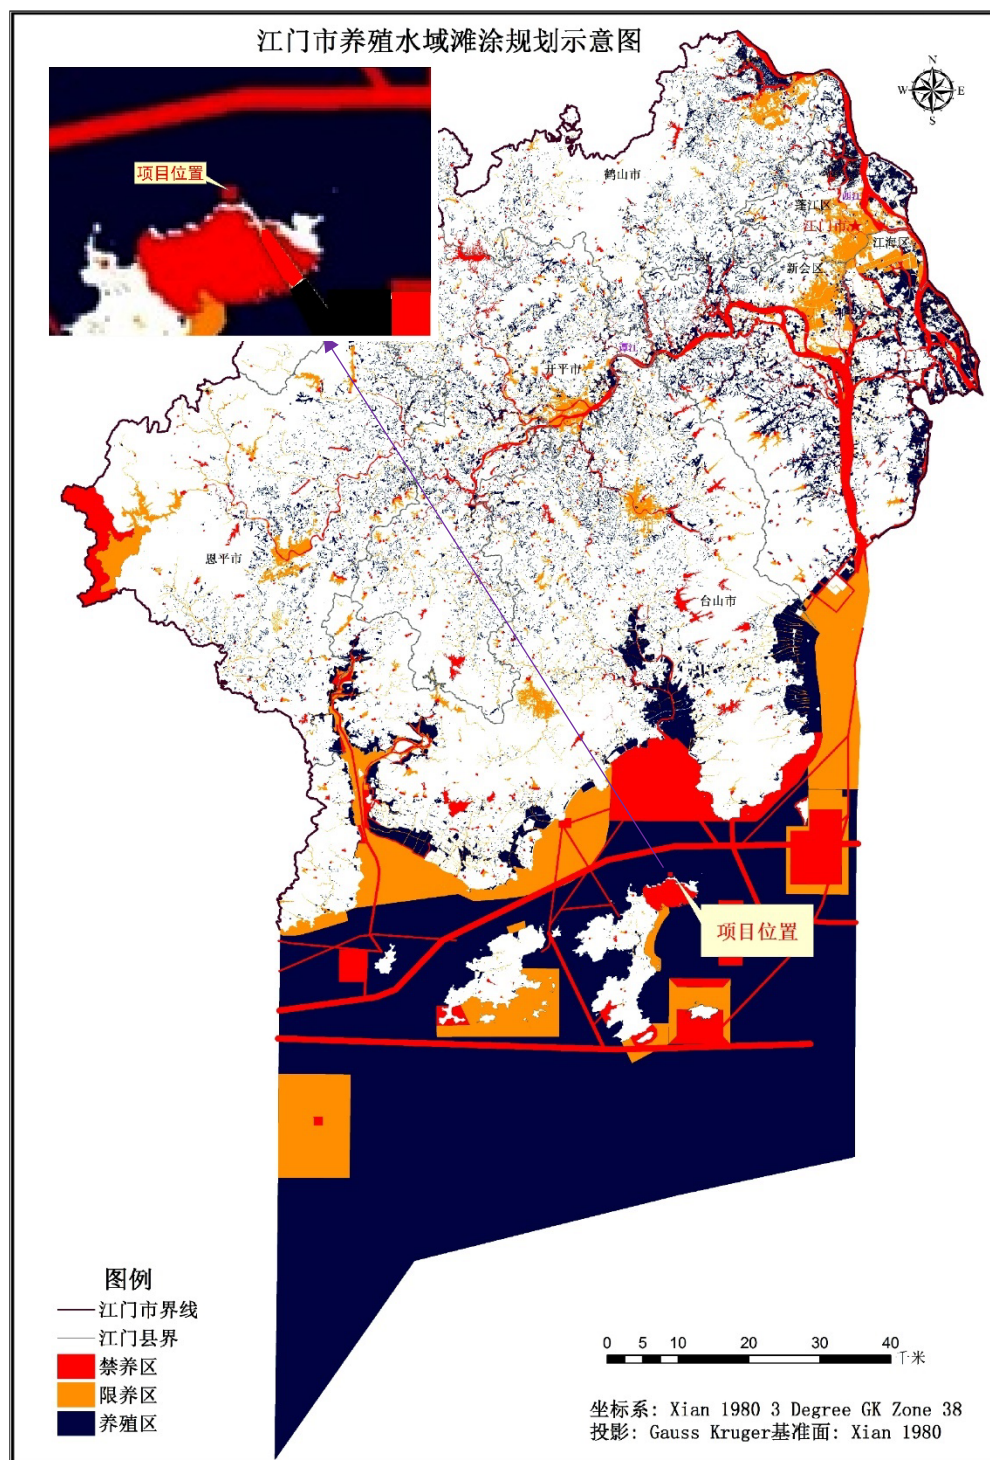 江门市养殖水域滩涂规划示意图
N
W
E
S
项目位置
鹤山市
西江
蓬江区
江门市
江海区
新会区
潭江
开平市
恩平市
台山市
项目位置
图例
江门市界线
江门县界
禁养区
限养区
养殖区
0 5 10 20 30 40
千米
坐标系: Xian 1980 3 Degree GK Zone 38
投影: Gauss Kruger基准面: Xian 1980